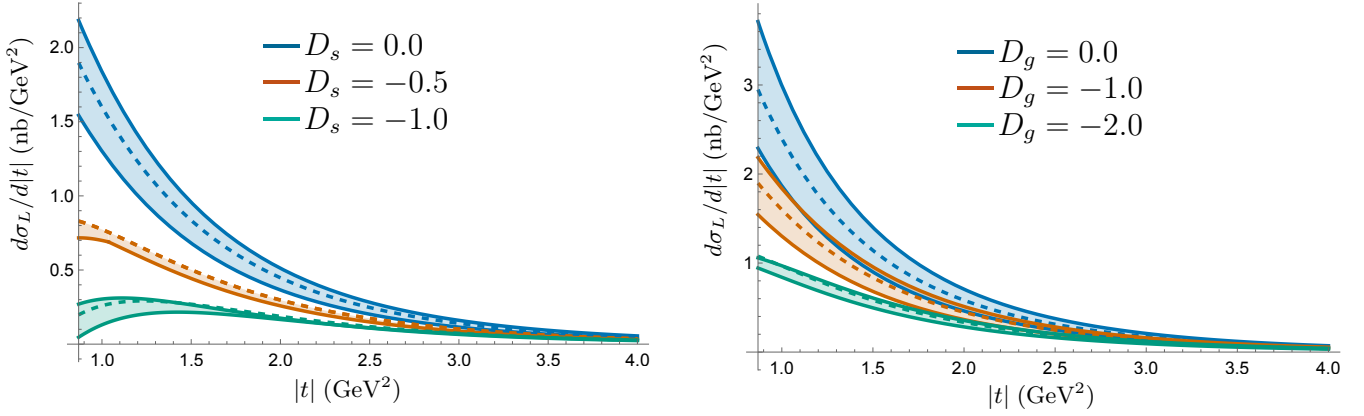 dσ_L/d|t| (nb/GeV²)
2.0
1.5
1.0
0.5
D_s = 0.0
D_s = −0.5
D_s = −1.0
1.0 1.5 2.0 2.5 3.0 3.5 4.0
|t| (GeV²)
dσ_L/d|t| (nb/GeV²)
3
2
1
D_g = 0.0
D_g = −1.0
D_g = −2.0
1.0 1.5 2.0 2.5 3.0 3.5 4.0
|t| (GeV²)